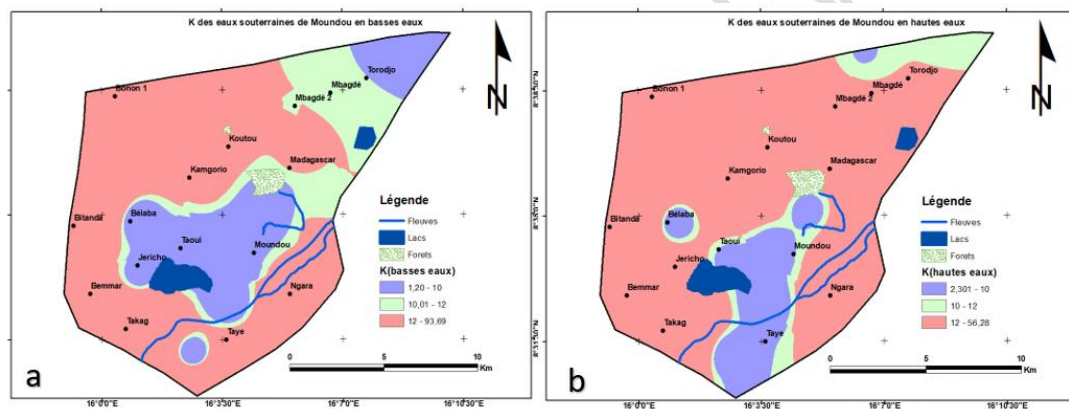 K des eaux souterraines de Moundou en basses eaux
N
Torodjo
Mbagdé
Bonon 1
Mbagdé 2
Koutou
Madagascar
Kamgorio
Bélaba
Bitanda
Taoui
Moundou
Jericho
Bemmar
Ngara
Takag
Taye
Légende
Fleuves
Lacs
Forets
K(basses eaux)
1,20 - 10
10,01 - 12
12 - 93,69
0 5 10
Km
a
16°0'0"E 16°3'30"E 16°7'0"E 16°10'30"E
K des eaux souterraines de Moundou en hautes eaux
N
Torodjo
Mbagdé
Bonon 1
Mbagdé 2
Koutou
Madagascar
Kamgorio
Bélaba
Bitanda
Taoui
Moundou
Jericho
Bemmar
Ngara
Takag
Taye
Légende
Fleuves
Lacs
Forets
K(hautes eaux)
2,301 - 10
10 - 12
12 - 56,28
0 5 10
Km
b
16°0'0"E 16°3'30"E 16°7'0"E 16°10'30"E